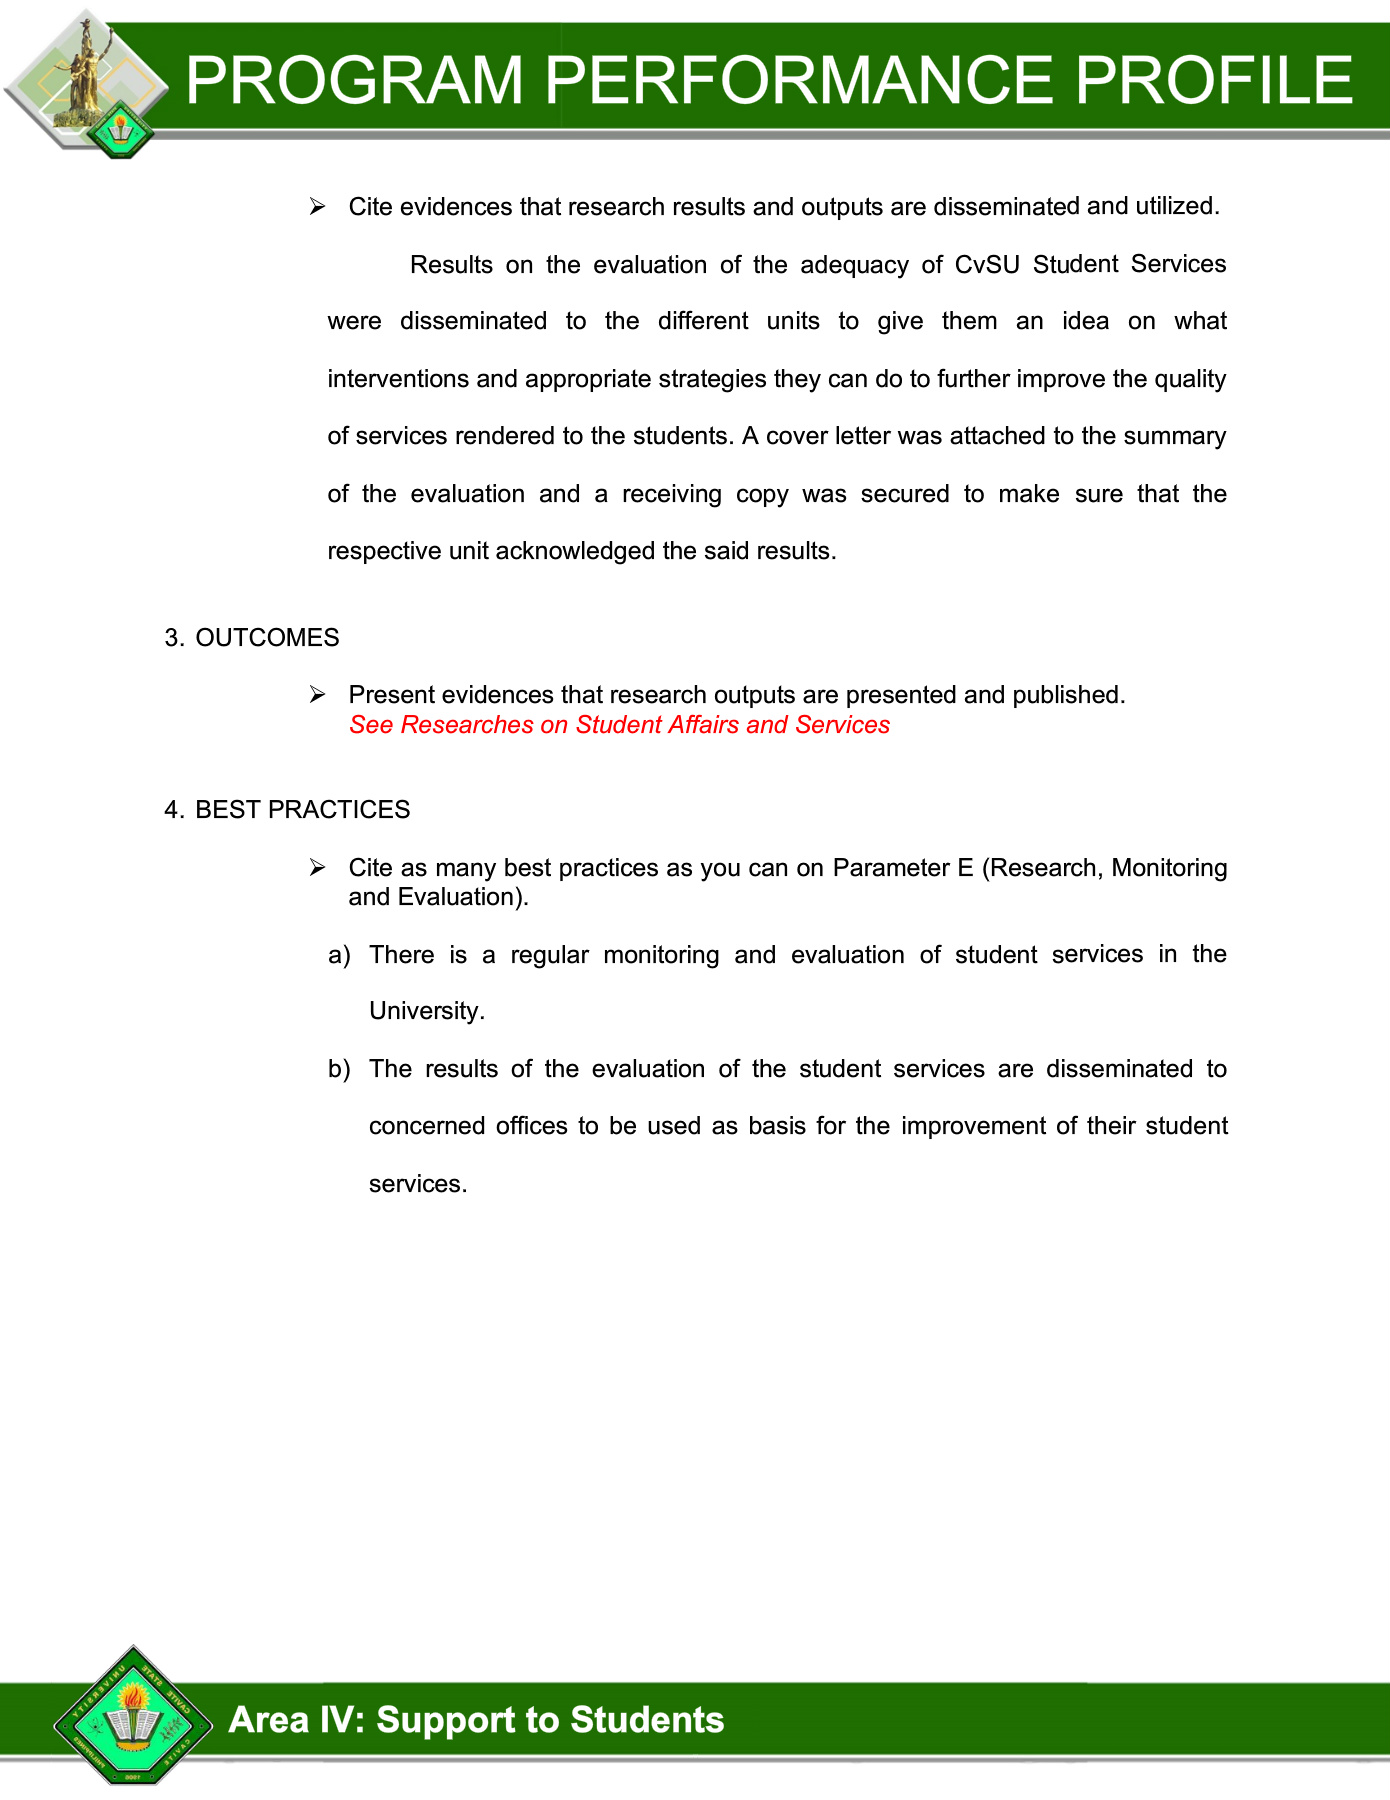 PROGRAM PERFORMANCE PROFILE
➢ Cite evidences that research results and outputs are disseminated and utilized.
Results on the evaluation of the adequacy of CvSU Student Services
were disseminated to the different units to give them an idea on what
interventions and appropriate strategies they can do to further improve the quality
of services rendered to the students. A cover letter was attached to the summary
of the evaluation and a receiving copy was secured to make sure that the
respective unit acknowledged the said results.
3. OUTCOMES
➢ Present evidences that research outputs are presented and published.
See Researches on Student Affairs and Services
4. BEST PRACTICES
➢ Cite as many best practices as you can on Parameter E (Research, Monitoring
and Evaluation).
a) There is a regular monitoring and evaluation of student services in the
University.
b) The results of the evaluation of the student services are disseminated to
concerned offices to be used as basis for the improvement of their student
services.
CAVITE STATE UNIVERSITY
Area IV: Support to Students